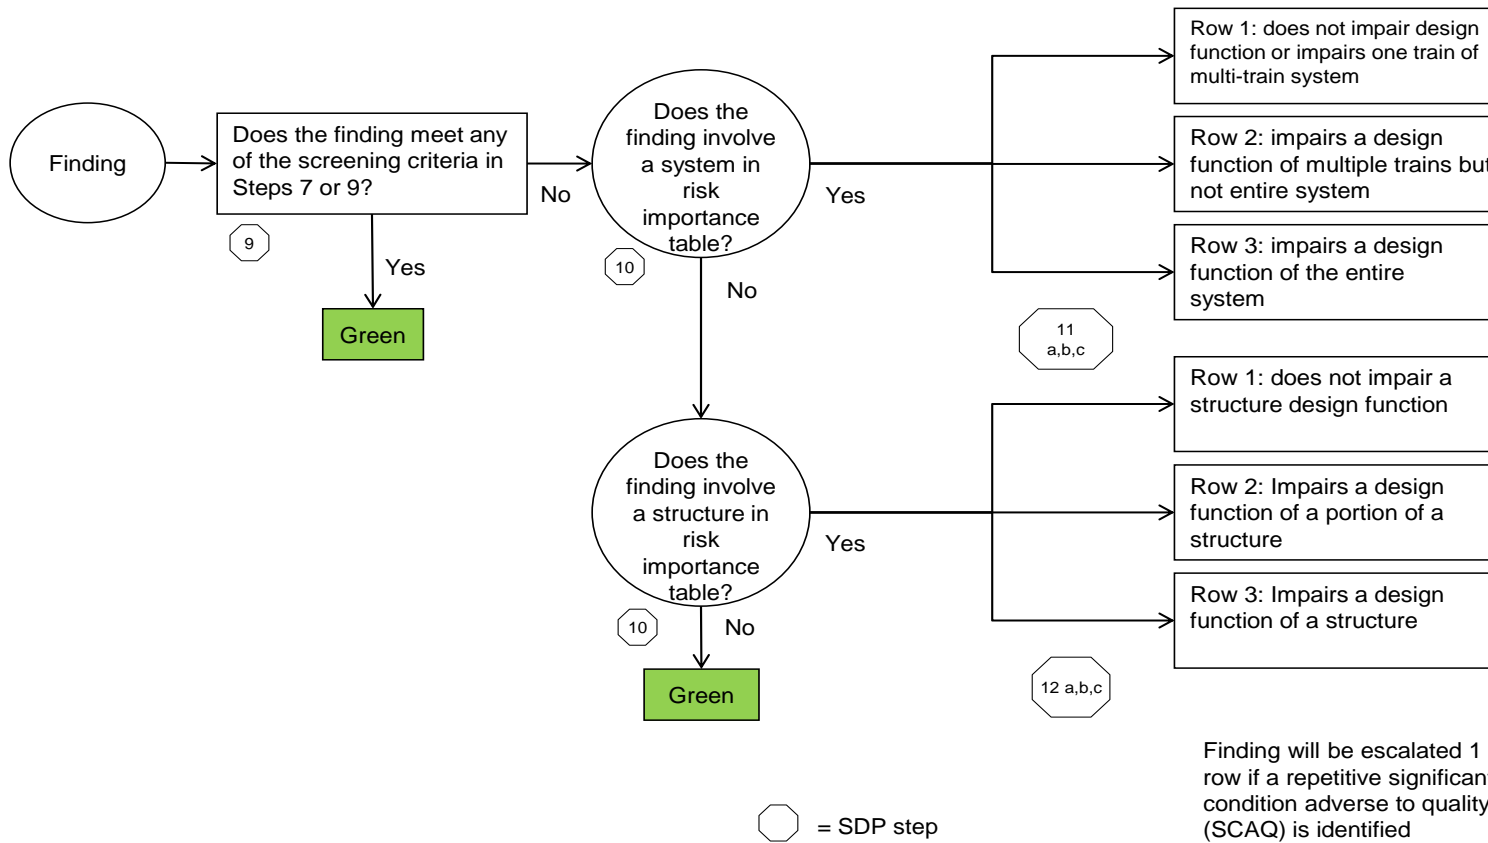 Finding
Does the finding meet any
of the screening criteria in
Steps 7 or 9?
9
Yes
Green
No
Does the
finding involve
a system in
risk
importance
table?
10
Yes
No
Row 1: does not impair design
function or impairs one train of
multi-train system
Row 2: impairs a design
function of multiple trains but
not entire system
Row 3: impairs a design
function of the entire
system
11
a,b,c
Does the
finding involve
a structure in
risk
importance
table?
10
Yes
No
Green
Row 1: does not impair a
structure design function
Row 2: Impairs a design
function of a portion of a
structure
Row 3: Impairs a design
function of a structure
12 a,b,c
Finding will be escalated 1
row if a repetitive significant
condition adverse to quality
(SCAQ) is identified
= SDP step